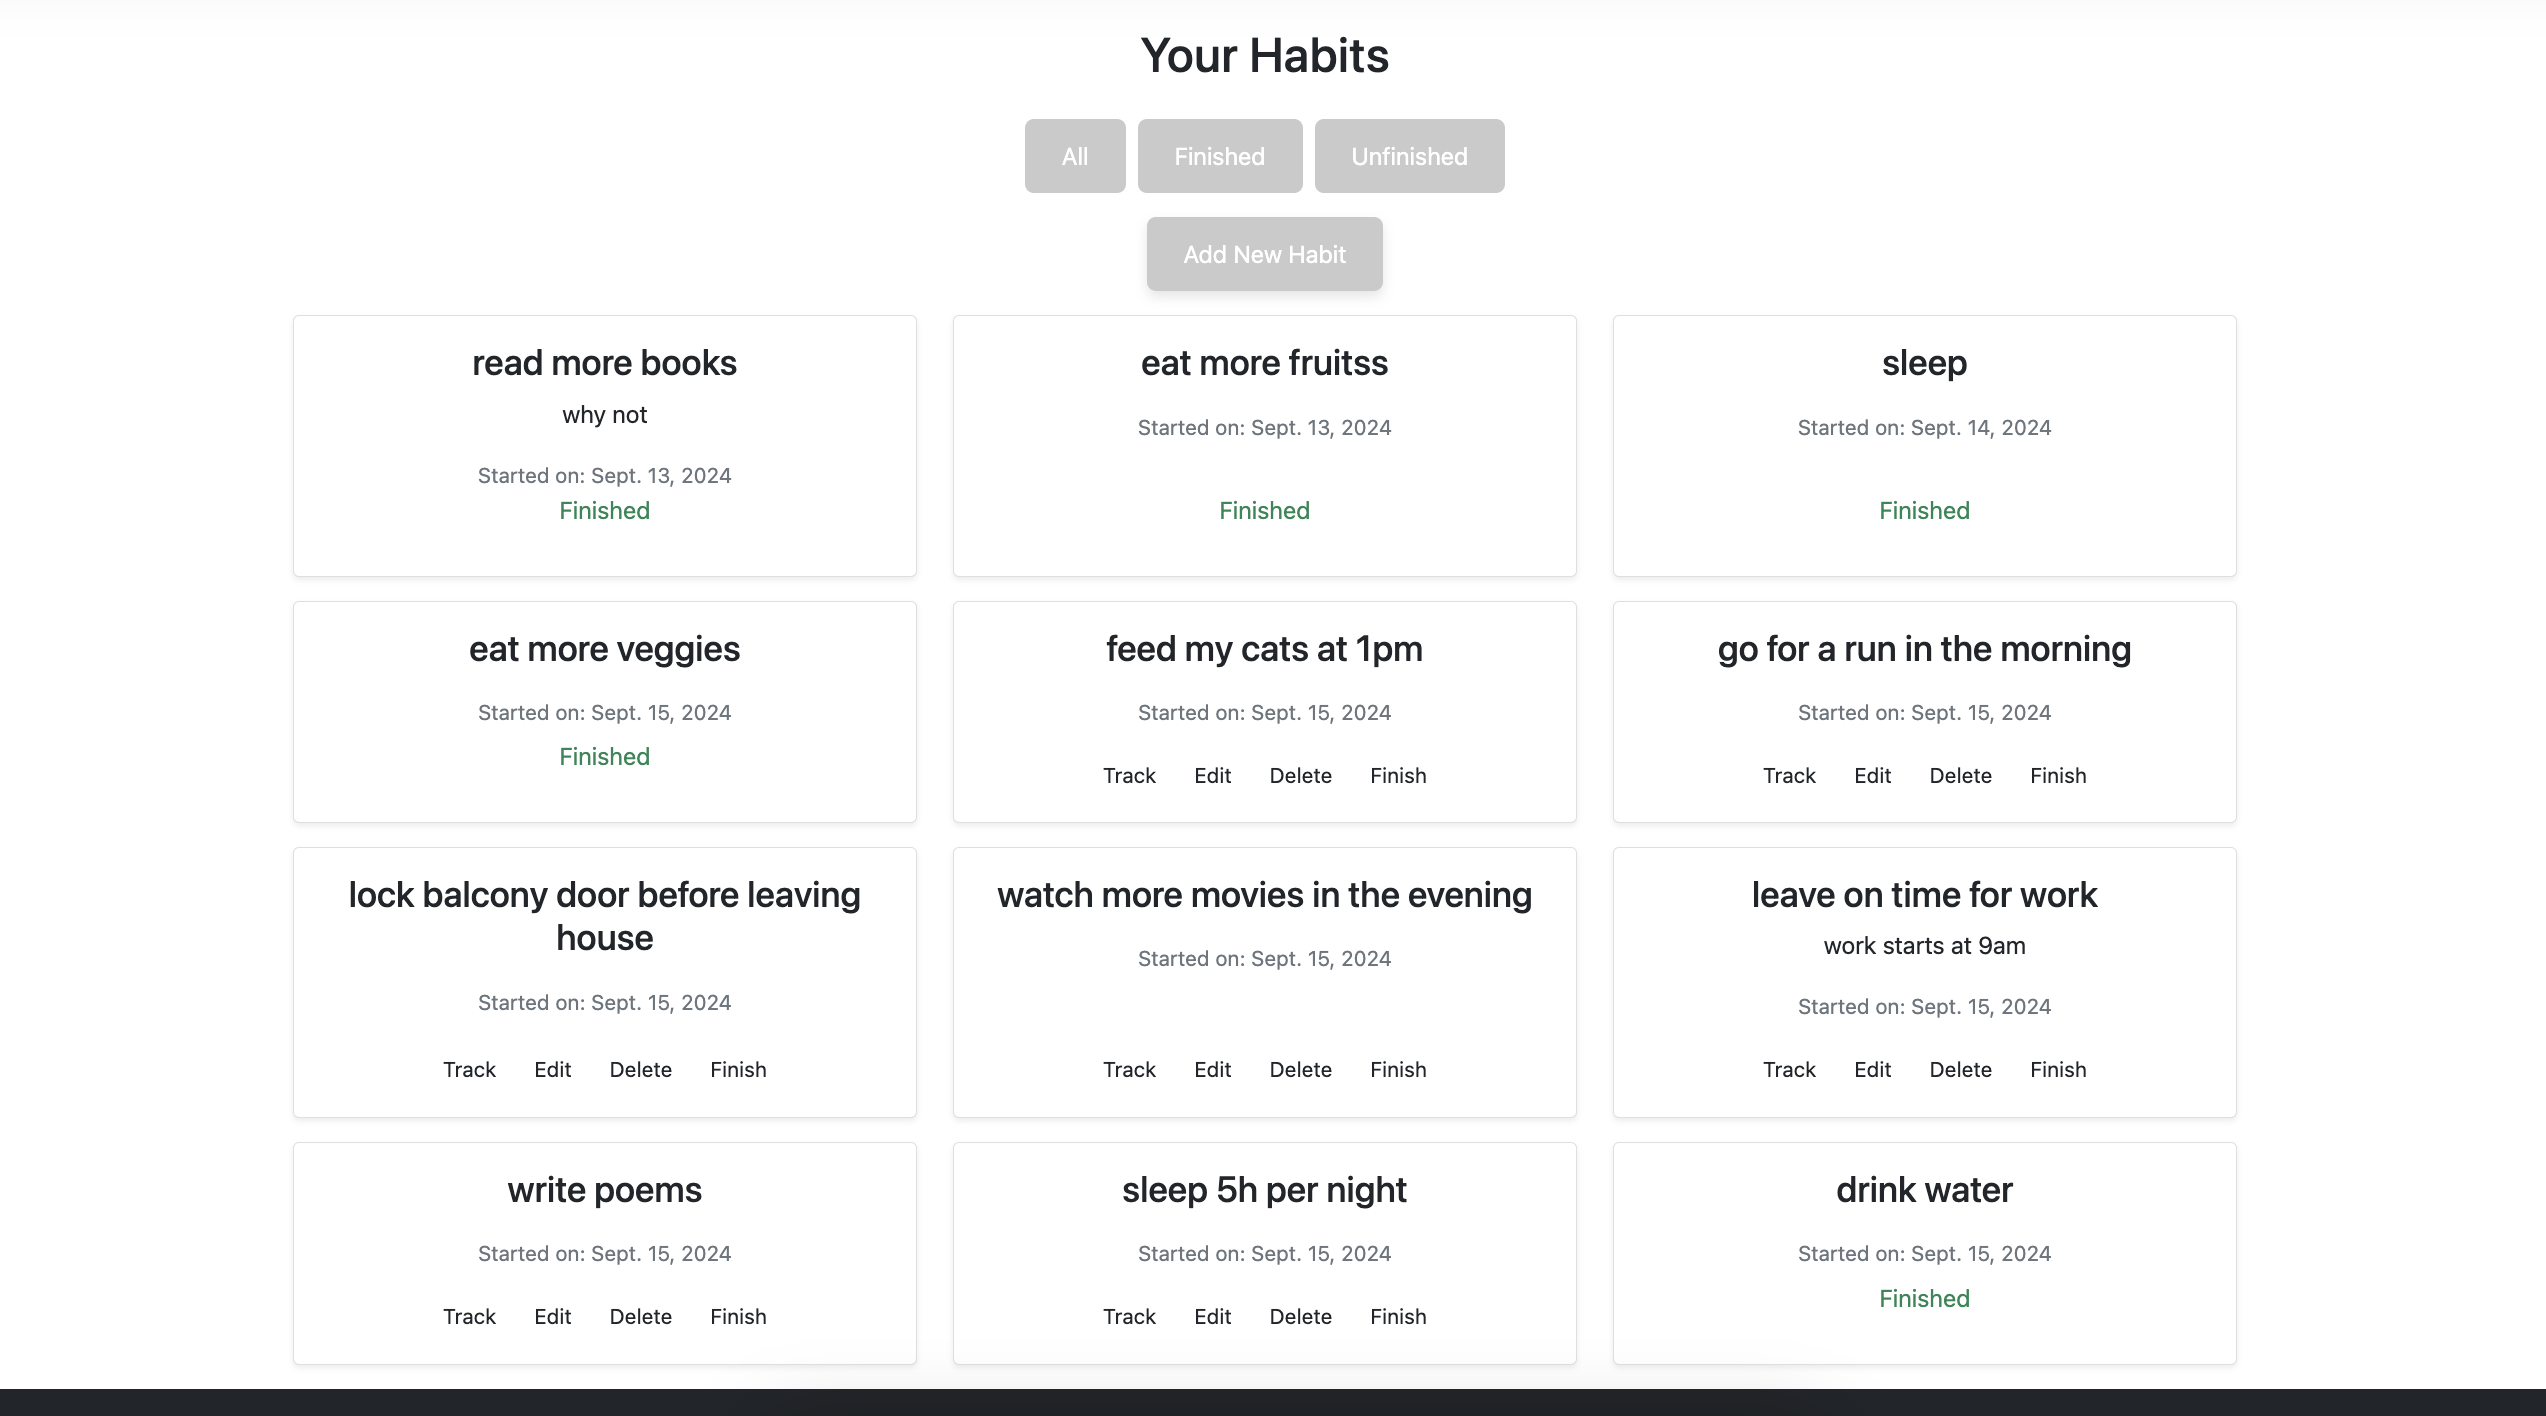 Your Habits
All Finished Unfinished
Add New Habit
read more books
why not
Started on: Sept. 13, 2024
Finished
eat more fruitss
Started on: Sept. 13, 2024
Finished
sleep
Started on: Sept. 14, 2024
Finished
eat more veggies
Started on: Sept. 15, 2024
Finished
feed my cats at 1pm
Started on: Sept. 15, 2024
Track Edit Delete Finish
go for a run in the morning
Started on: Sept. 15, 2024
Track Edit Delete Finish
lock balcony door before leaving
house
Started on: Sept. 15, 2024
Track Edit Delete Finish
watch more movies in the evening
Started on: Sept. 15, 2024
Track Edit Delete Finish
leave on time for work
work starts at 9am
Started on: Sept. 15, 2024
Track Edit Delete Finish
write poems
Started on: Sept. 15, 2024
Track Edit Delete Finish
sleep 5h per night
Started on: Sept. 15, 2024
Track Edit Delete Finish
drink water
Started on: Sept. 15, 2024
Finished